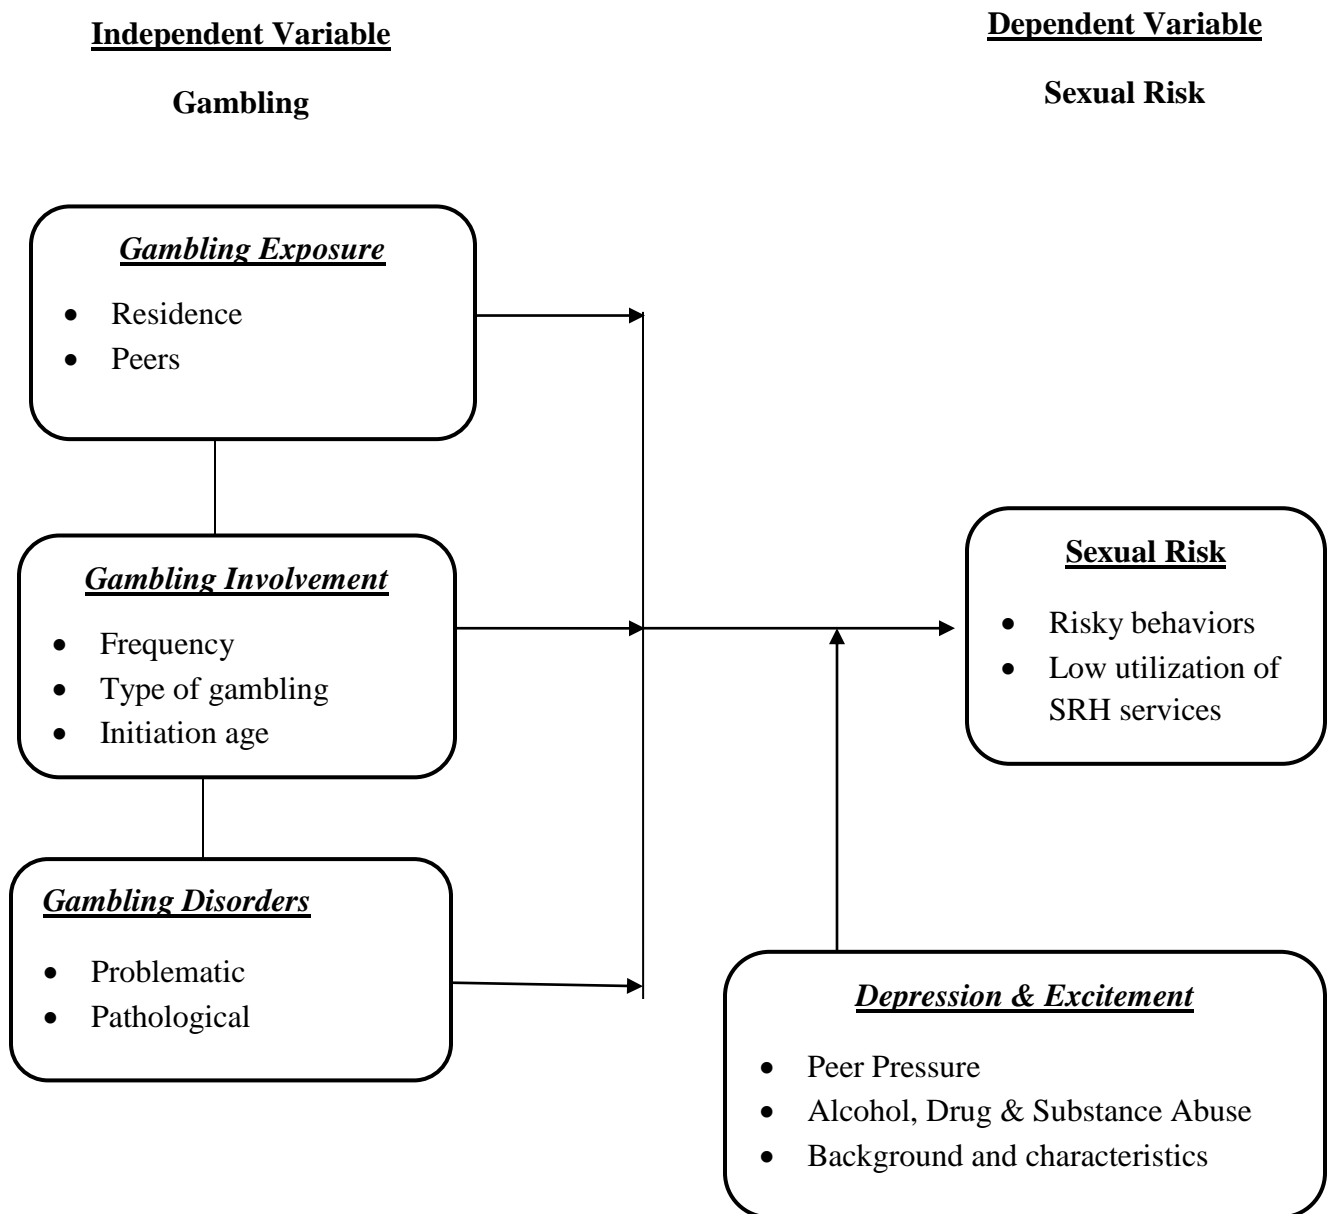 Independent Variable
Gambling
Dependent Variable
Sexual Risk
Gambling Exposure
• Residence
• Peers
Gambling Involvement
• Frequency
• Type of gambling
• Initiation age
Gambling Disorders
• Problematic
• Pathological
Sexual Risk
• Risky behaviors
• Low utilization of
SRH services
Depression & Excitement
• Peer Pressure
• Alcohol, Drug & Substance Abuse
• Background and characteristics